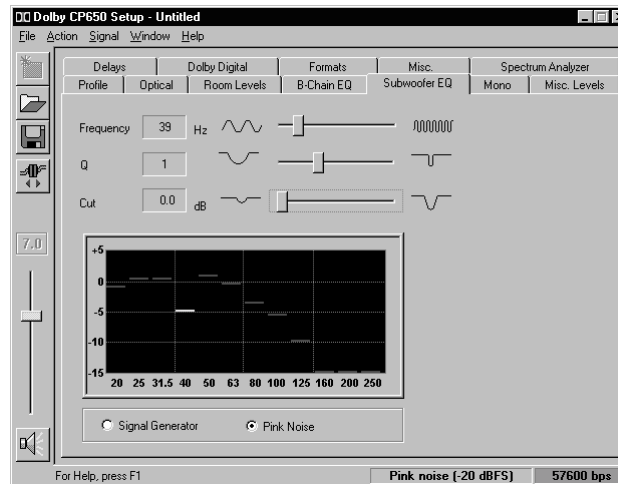 Dolby CP650 Setup - Untitled
File Action Signal Window Help
Delays Dolby Digital Formats Misc. Spectrum Analyzer
Profile Optical Room Levels B-Chain EQ Subwoofer EQ Mono Misc. Levels
Frequency 39 Hz
Q 1
Cut 0.0 dB
7.0
+5
0
-5
-10
-15
20 25 31.5 40 50 63 80 100 125 160 200 250
Signal Generator Pink Noise
For Help, press F1 Pink noise (-20 dBFS) 57600 bps